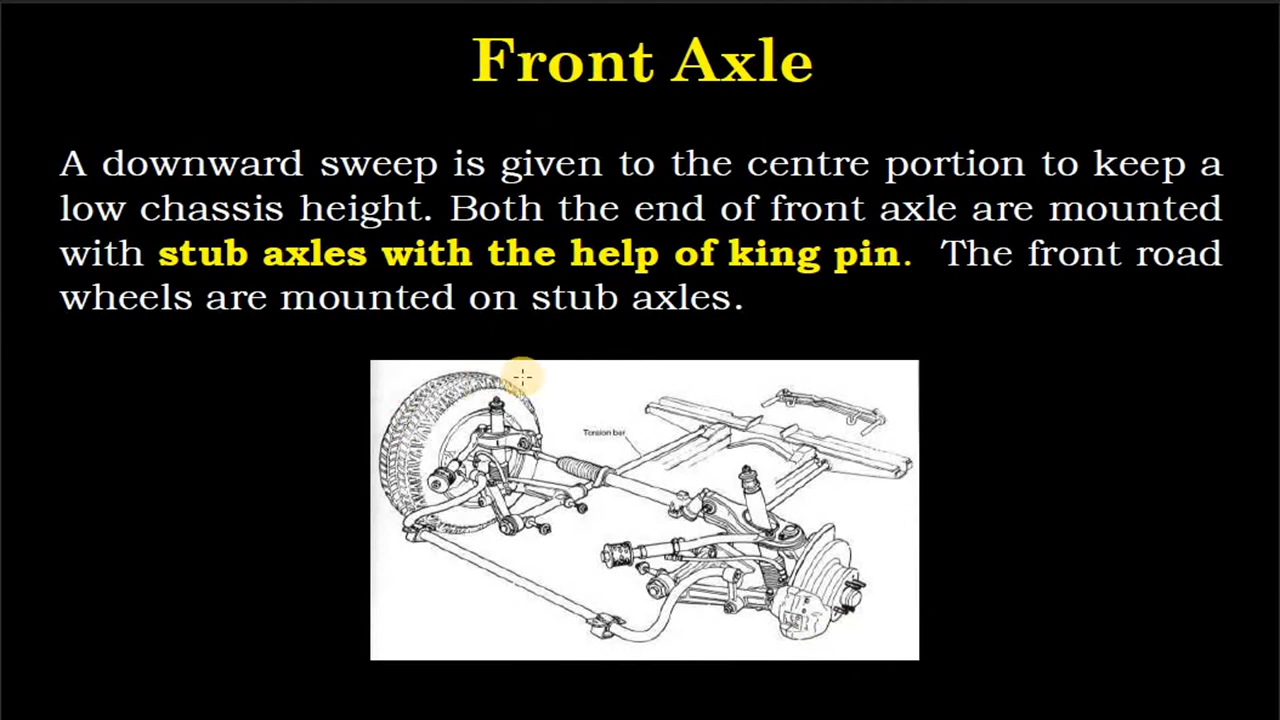 Front Axle
A downward sweep is given to the centre portion to keep a
low chassis height. Both the end of front axle are mounted
with stub axles with the help of king pin. The front road
wheels are mounted on stub axles.
Torsion bar